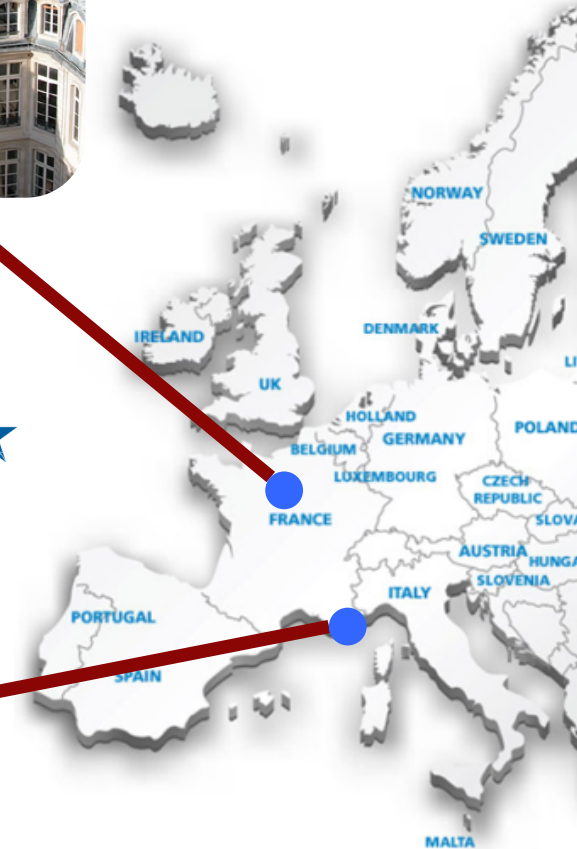 NORWAY
SWEDEN
DENMARK
IRELAND
UK
HOLLAND
BELGIUM
GERMANY
POLAND
LUXEMBOURG
CZECH
REPUBLIC
FRANCE
AUSTRIA
SLOVENIA
ITALY
PORTUGAL
SPAIN
MALTA